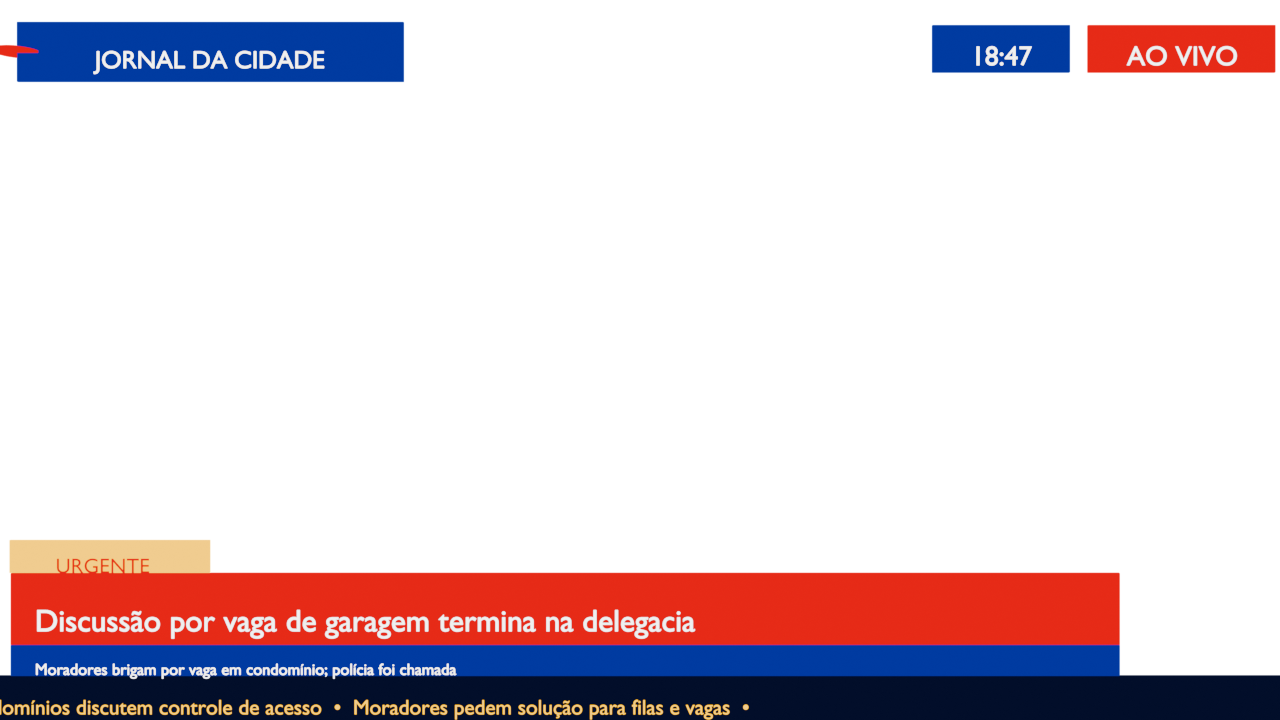 JORNAL DA CIDADE
18:47
AO VIVO
URGENTE
Discussão por vaga de garagem termina na delegacia
Moradores brigam por vaga em condomínio; polícia foi chamada
discutem controle de acesso • Moradores pedem solução para filas e vagas •